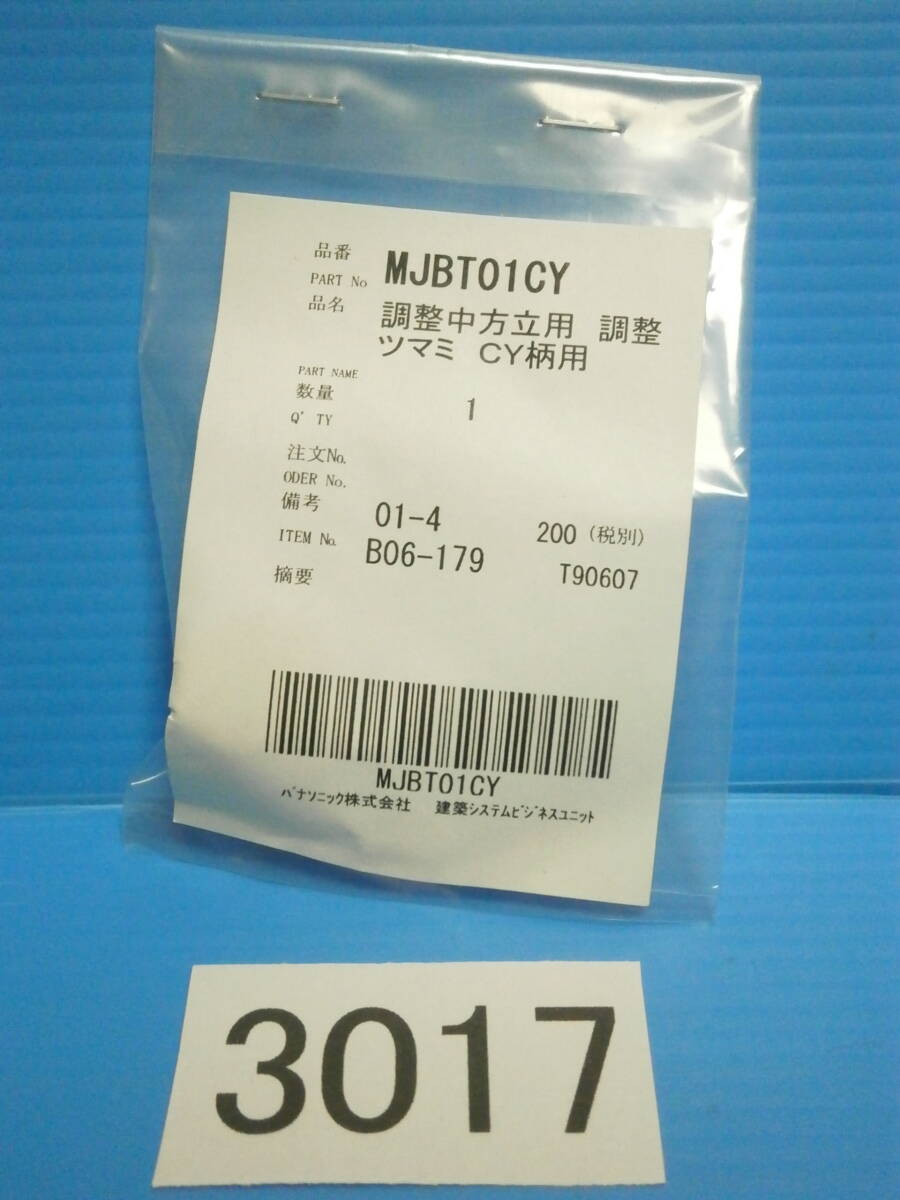 品番
PART No MJBT01CY
品名 調整中方立用 調整
ツマミ CY柄用
PART NAME
数量
Q' TY 1
注文No.
ODER No.
備考 01-4 200 (税別)
ITEM No. B06-179 T90607
摘要
MJBT01CY
パナソニック株式会社 建築システムビジネスユニット
3017